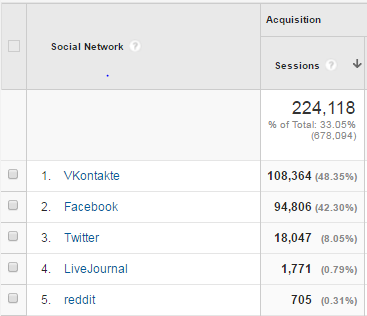 Acquisition
Social Network ?
Sessions ?
224,118
% of Total: 33.05%
(678,094)
1. VKontakte 108,364 (48.35%)
2. Facebook 94,806 (42.30%)
3. Twitter 18,047 (8.05%)
4. LiveJournal 1,771 (0.79%)
5. reddit 705 (0.31%)